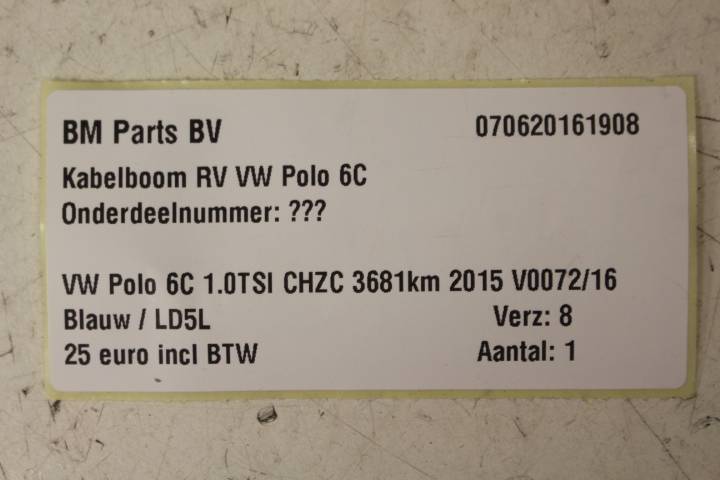 BM Parts BV 070620161908
Kabelboom RV VW Polo 6C
Onderdeelnummer: ???
VW Polo 6C 1.0TSI CHZC 3681km 2015 V0072/16
Blauw / LD5L Verz: 8
25 euro incl BTW Aantal: 1